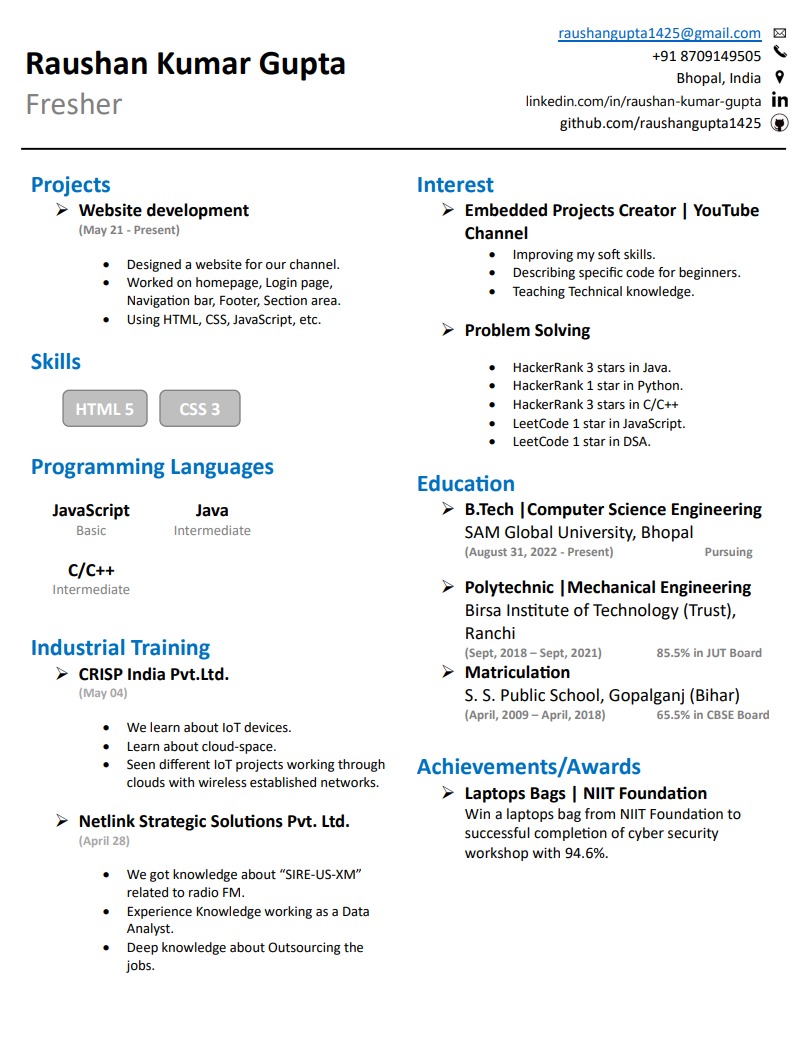 Raushan Kumar Gupta
Fresher
raushangupta1425@gmail.com
+91 8709149505
Bhopal, India
linkedin.com/in/raushan-kumar-gupta
github.com/raushangupta1425
Projects
➢ Website development
(May 21 - Present)
• Designed a website for our channel.
• Worked on homepage, Login page,
Navigation bar, Footer, Section area.
• Using HTML, CSS, JavaScript, etc.
Skills
HTML 5 CSS 3
Programming Languages
JavaScript Java
Basic Intermediate
C/C++
Intermediate
Industrial Training
➢ CRISP India Pvt.Ltd.
(May 04)
• We learn about IoT devices.
• Learn about cloud-space.
• Seen different IoT projects working through
clouds with wireless established networks.
➢ Netlink Strategic Solutions Pvt. Ltd.
(April 28)
• We got knowledge about “SIRE-US-XM”
related to radio FM.
• Experience Knowledge working as a Data
Analyst.
• Deep knowledge about Outsourcing the
jobs.
Interest
➢ Embedded Projects Creator | YouTube
Channel
• Improving my soft skills.
• Describing specific code for beginners.
• Teaching Technical knowledge.
➢ Problem Solving
• HackerRank 3 stars in Java.
• HackerRank 1 star in Python.
• HackerRank 3 stars in C/C++
• LeetCode 1 star in JavaScript.
• LeetCode 1 star in DSA.
Education
➢ B.Tech |Computer Science Engineering
SAM Global University, Bhopal
(August 31, 2022 - Present) Pursuing
➢ Polytechnic |Mechanical Engineering
Birsa Institute of Technology (Trust),
Ranchi
(Sept, 2018 – Sept, 2021) 85.5% in JUT Board
➢ Matriculation
S. S. Public School, Gopalganj (Bihar)
(April, 2009 – April, 2018) 65.5% in CBSE Board
Achievements/Awards
➢ Laptops Bags | NIIT Foundation
Win a laptops bag from NIIT Foundation to
successful completion of cyber security
workshop with 94.6%.